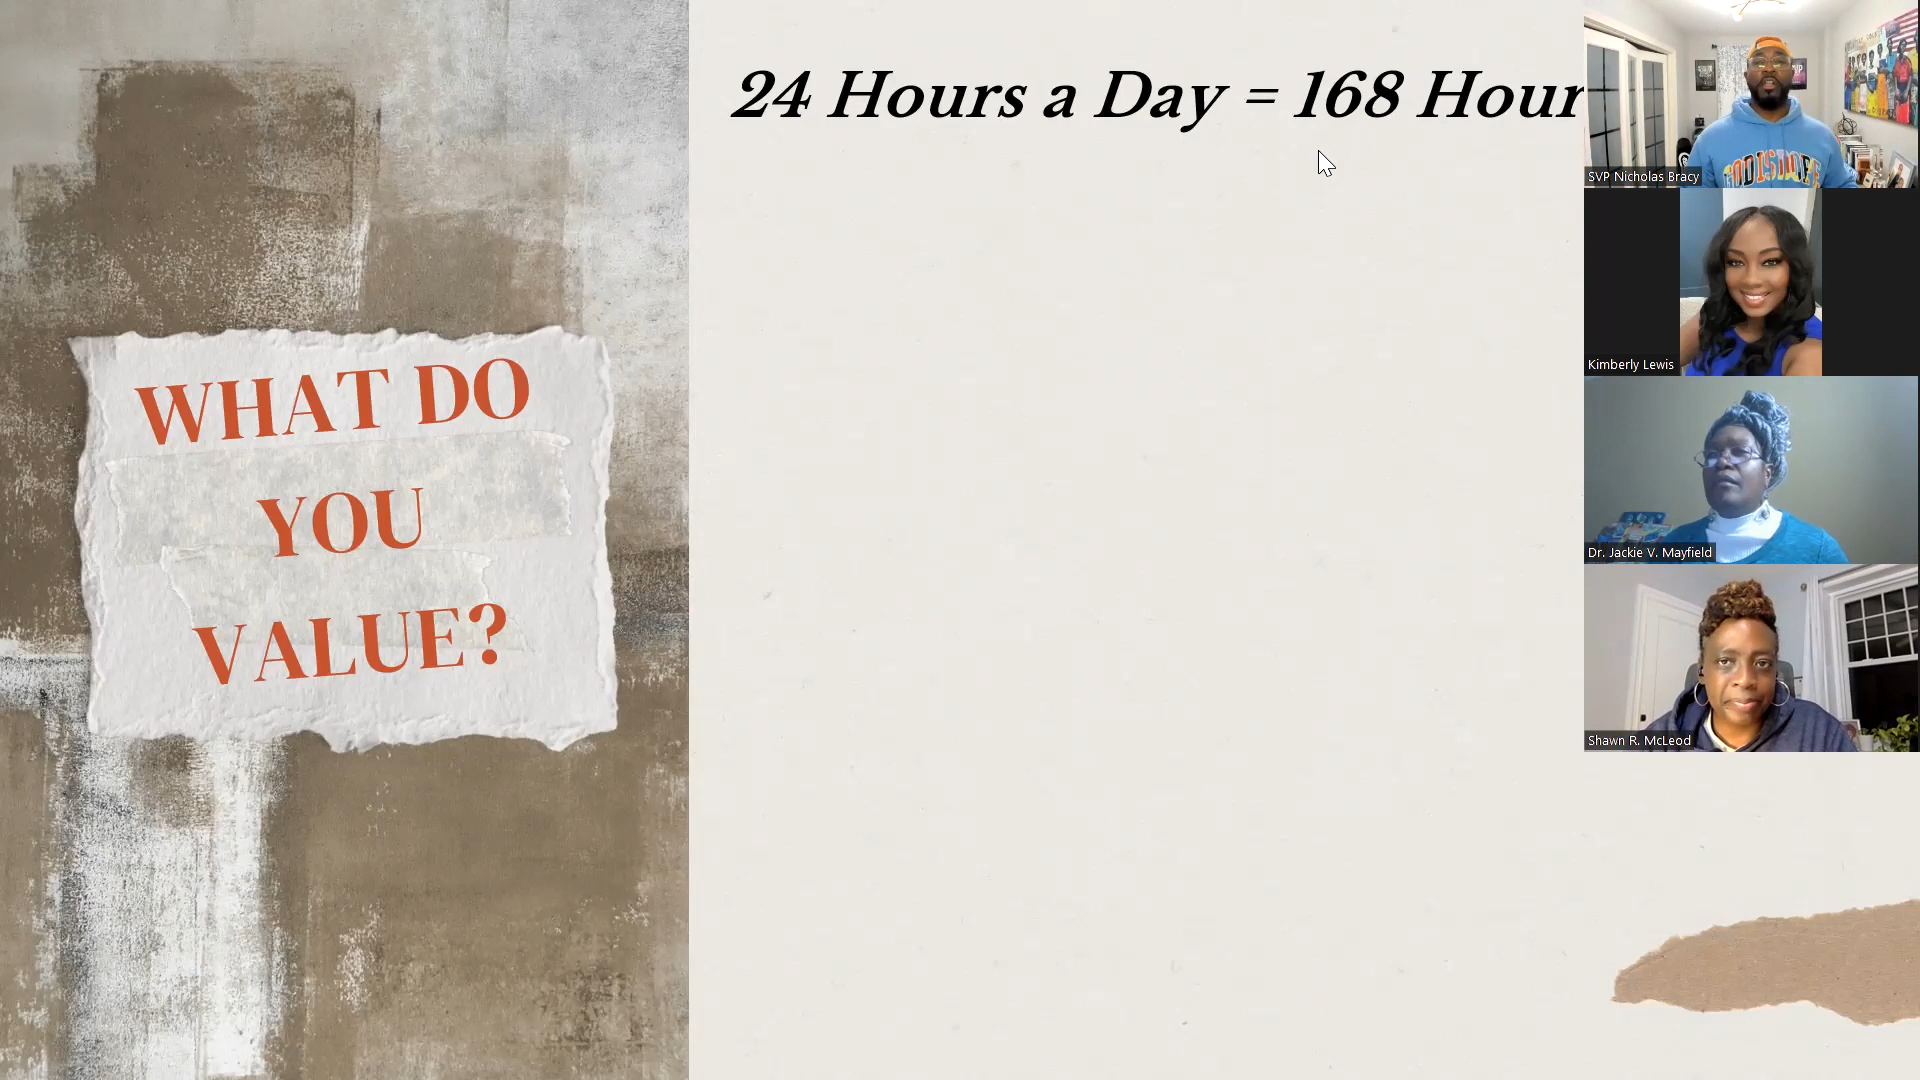 WHAT DO
YOU
VALUE?
24 Hours a Day = 168 Hour
SVP Nicholas Bracy
Kimberly Lewis
Dr. Jackie V. Mayfield
Shawn R. McLeod